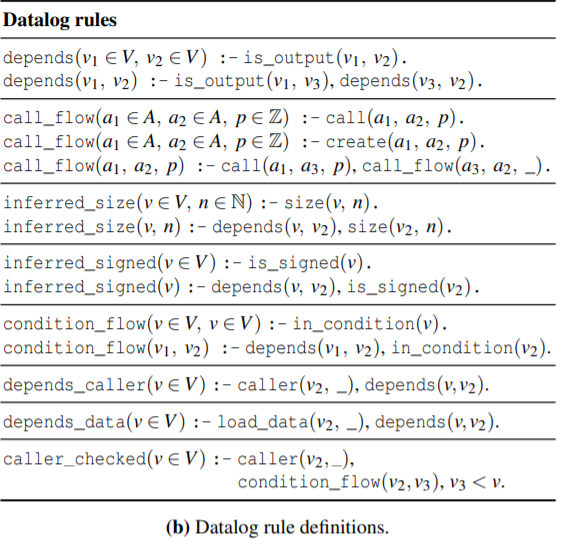 Datalog rules
depends(v₁ ∈ V, v₂ ∈ V) :- is_output(v₁, v₂).
depends(v₁, v₂) :- is_output(v₁, v₃), depends(v₃, v₂).
call_flow(a₁ ∈ A, a₂ ∈ A, p ∈ ℤ) :- call(a₁, a₂, p).
call_flow(a₁ ∈ A, a₂ ∈ A, p ∈ ℤ) :- create(a₁, a₂, p).
call_flow(a₁, a₂, p) :- call(a₁, a₃, p), call_flow(a₃, a₂, _).
inferred_size(v ∈ V, n ∈ ℕ) :- size(v, n).
inferred_size(v, n) :- depends(v, v₂), size(v₂, n).
inferred_signed(v ∈ V) :- is_signed(v).
inferred_signed(v) :- depends(v, v₂), is_signed(v₂).
condition_flow(v ∈ V, v ∈ V) :- in_condition(v).
condition_flow(v₁, v₂) :- depends(v₁, v₂), in_condition(v₂).
depends_caller(v ∈ V) :- caller(v₂, _), depends(v,v₂).
depends_data(v ∈ V) :- load_data(v₂, _), depends(v,v₂).
caller_checked(v ∈ V) :- caller(v₂,_),
condition_flow(v₂,v₃), v₃ < v.
(b) Datalog rule definitions.